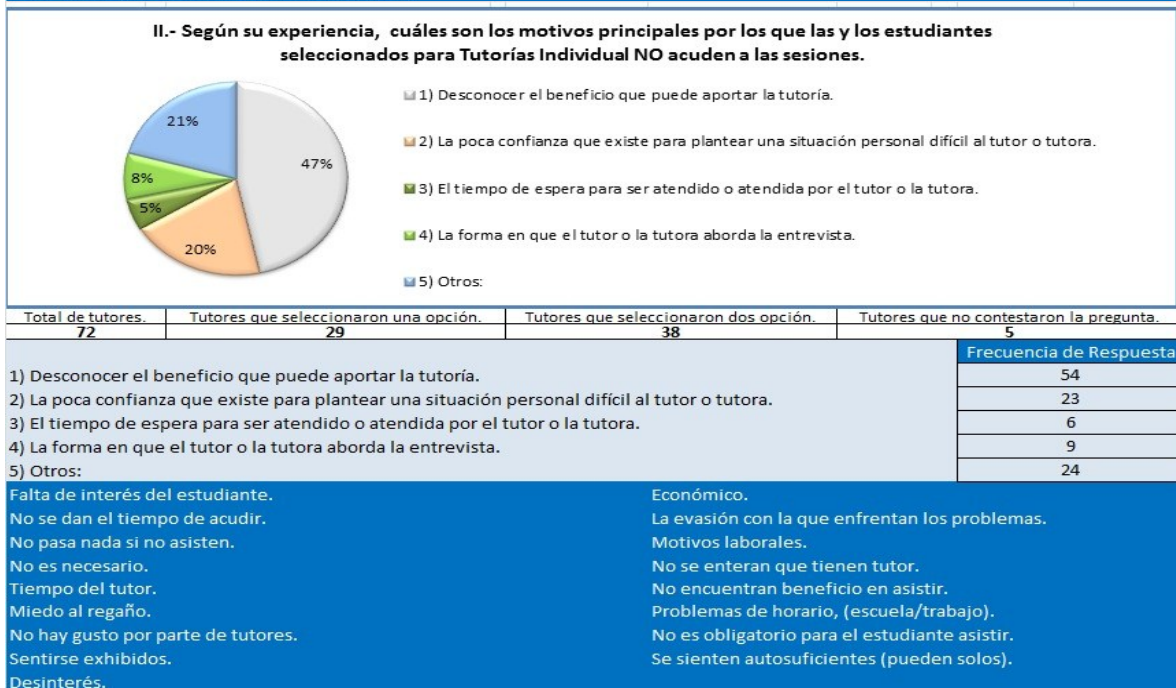 II.- Según su experiencia, cuáles son los motivos principales por los que las y los estudiantes
seleccionados para Tutorías Individual NO acuden a las sesiones.
21%
47%
8%
5%
20%
1) Desconocer el beneficio que puede aportar la tutoría.
2) La poca confianza que existe para plantear una situación personal difícil al tutor o tutora.
3) El tiempo de espera para ser atendido o atendida por el tutor o la tutora.
4) La forma en que el tutor o la tutora aborda la entrevista.
5) Otros:
Total de tutores. Tutores que seleccionaron una opción. Tutores que seleccionaron dos opción. Tutores que no contestaron la pregunta.
72 29 38 5
Frecuencia de Respuesta
1) Desconocer el beneficio que puede aportar la tutoría. 54
2) La poca confianza que existe para plantear una situación personal difícil al tutor o tutora. 23
3) El tiempo de espera para ser atendido o atendida por el tutor o la tutora. 6
4) La forma en que el tutor o la tutora aborda la entrevista. 9
5) Otros: 24
Falta de interés del estudiante. Económico.
No se dan el tiempo de acudir. La evasión con la que enfrentan los problemas.
No pasa nada si no asisten. Motivos laborales.
No es necesario. No se enteran que tienen tutor.
Tiempo del tutor. No encuentran beneficio en asistir.
Miedo al regaño. Problemas de horario, (escuela/trabajo).
No hay gusto por parte de tutores. No es obligatorio para el estudiante asistir.
Sentirse exhibidos. Se sienten autosuficientes (pueden solos).
Desinterés.